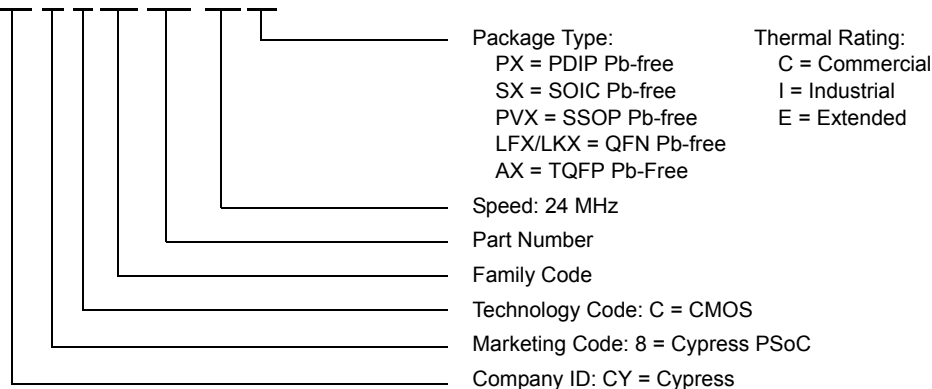 Package Type:
PX = PDIP Pb-free
SX = SOIC Pb-free
PVX = SSOP Pb-free
LFX/LKX = QFN Pb-free
AX = TQFP Pb-Free
Thermal Rating:
C = Commercial
I = Industrial
E = Extended
Speed: 24 MHz
Part Number
Family Code
Technology Code: C = CMOS
Marketing Code: 8 = Cypress PSoC
Company ID: CY = Cypress